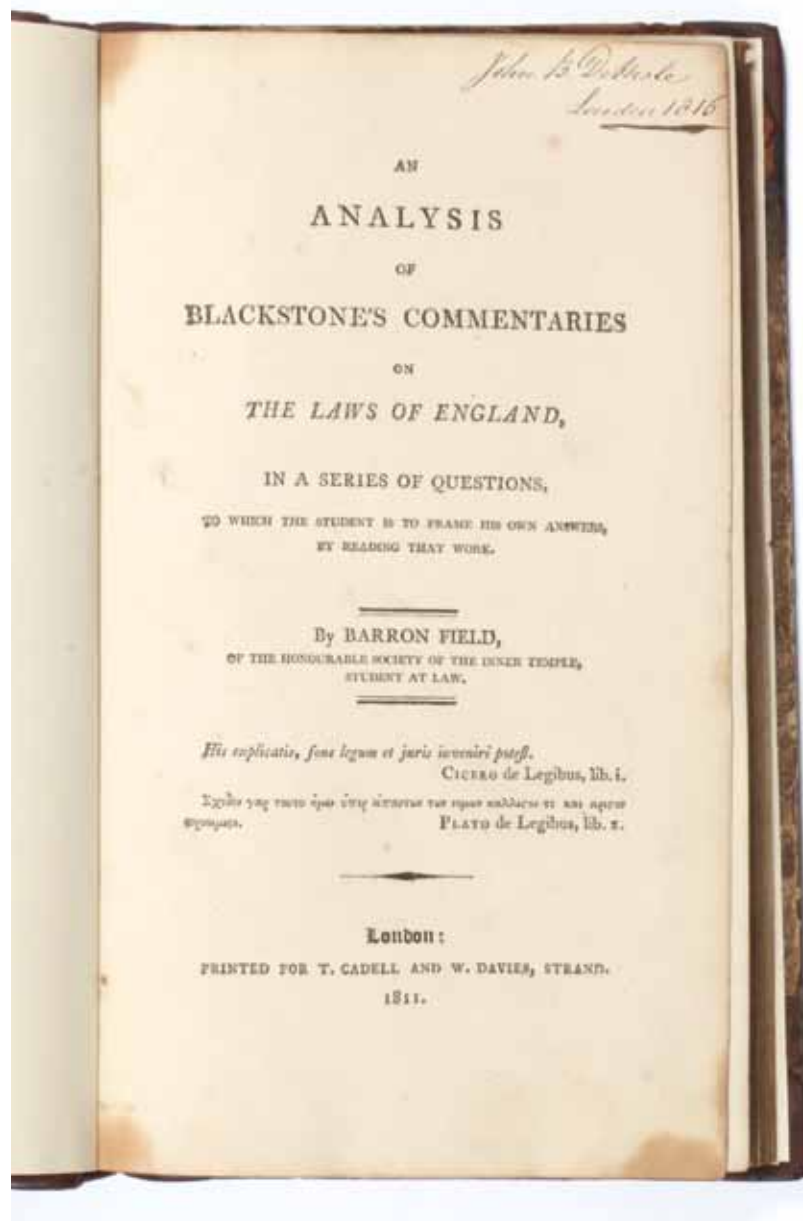 John B
London 1816
AN
ANALYSIS
OF
BLACKSTONE'S COMMENTARIES
ON
THE LAWS OF ENGLAND,
IN A SERIES OF QUESTIONS,
TO WHICH THE STUDENT IS TO FRAME HIS OWN ANSWERS,
BY READING THAT WORK.
By BARRON FIELD,
OF THE HONOURABLE SOCIETY OF THE INNER TEMPLE,
STUDENT AT LAW.
His explicatis, fons legum et juris inveniri poteſt.
CICERO de Legibus, lib. i.
PLATO de Legibus, lib. x.
London:
PRINTED FOR T. CADELL AND W. DAVIES, STRAND.
1811.